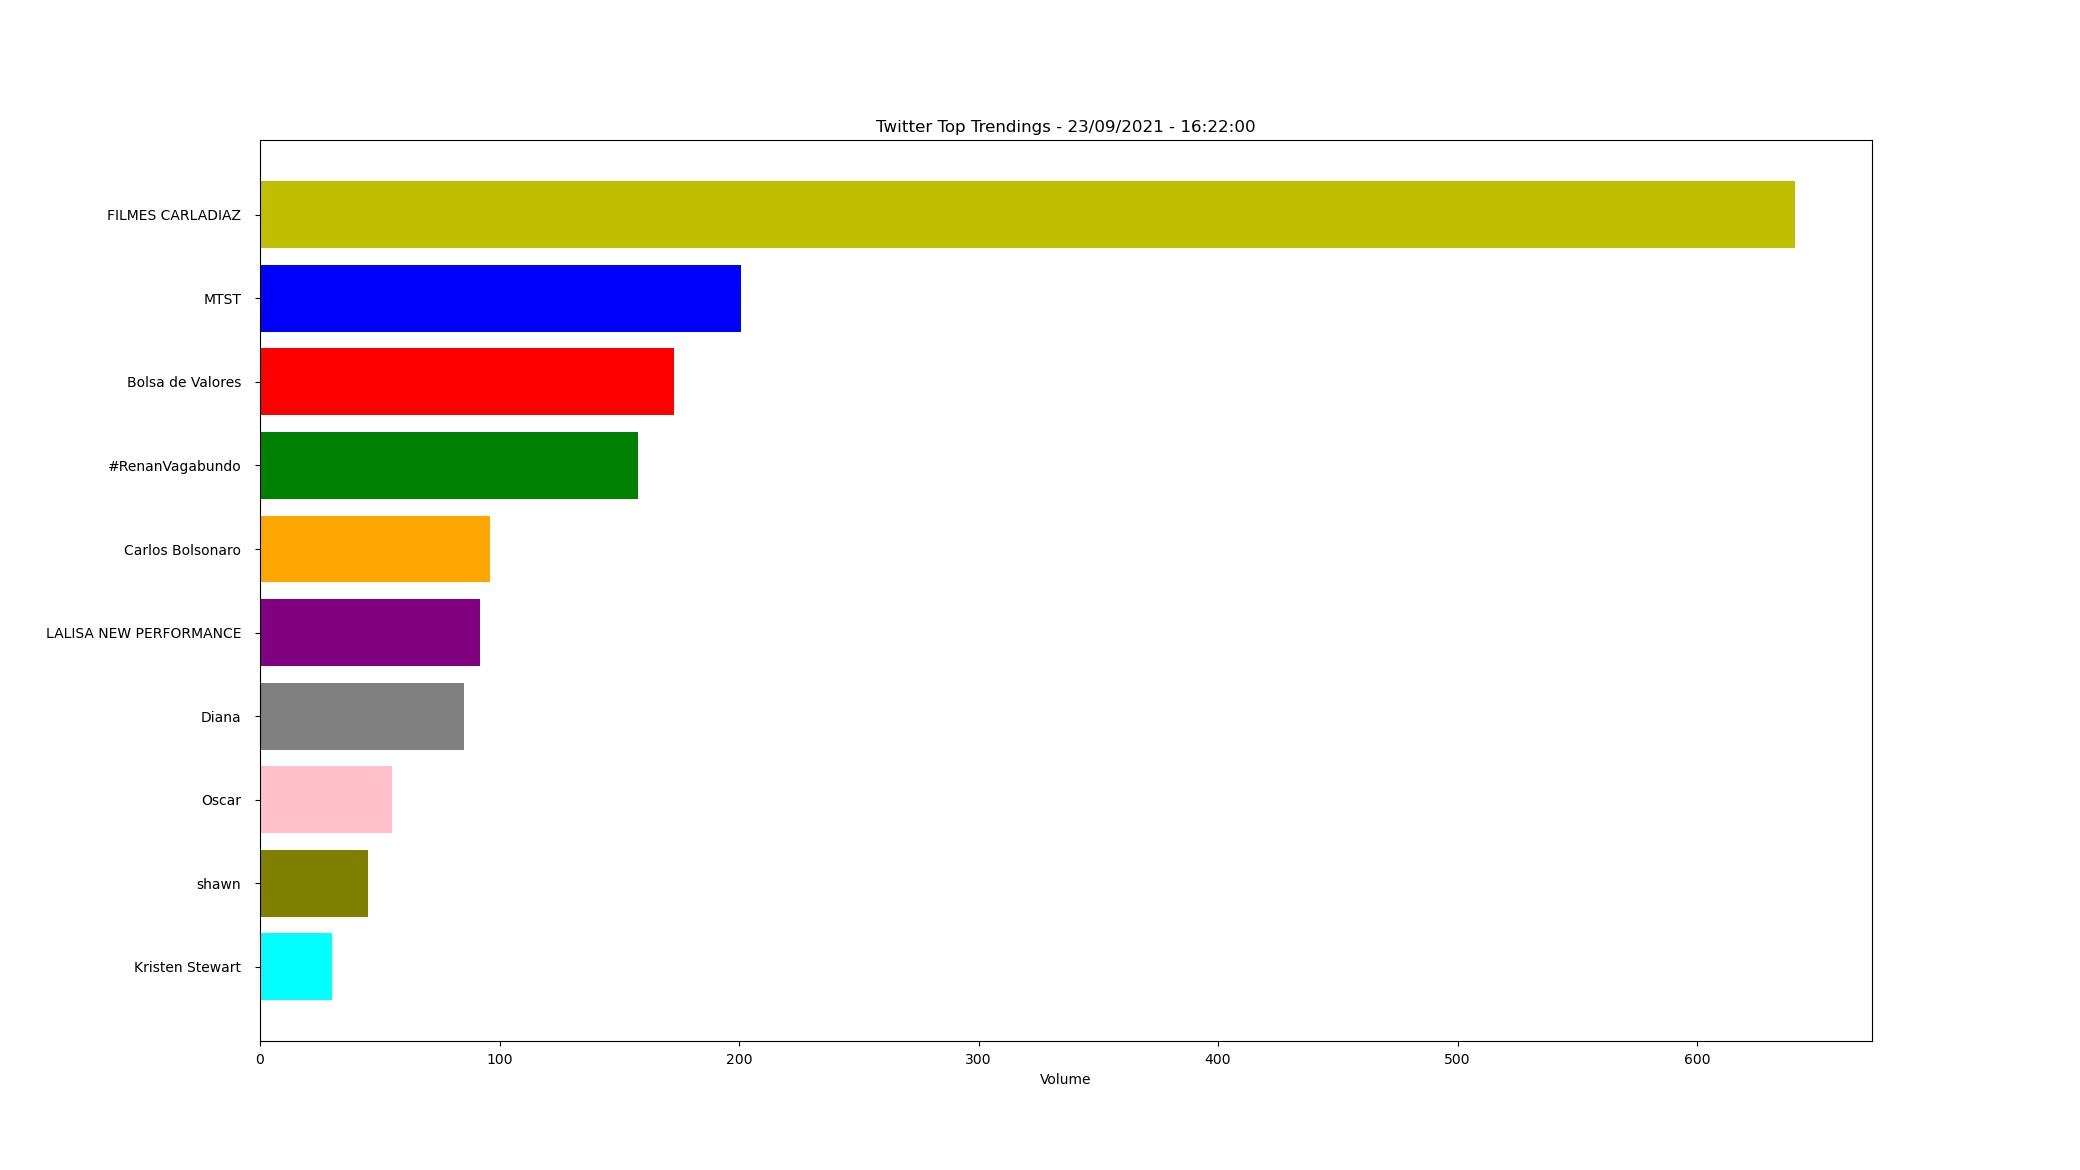 Twitter Top Trendings - 23/09/2021 - 16:22:00
FILMES CARLADIAZ
MTST
Bolsa de Valores
#RenanVagabundo
Carlos Bolsonaro
LALISA NEW PERFORMANCE
Diana
Oscar
shawn
Kristen Stewart
0 100 200 300 400 500 600
Volume